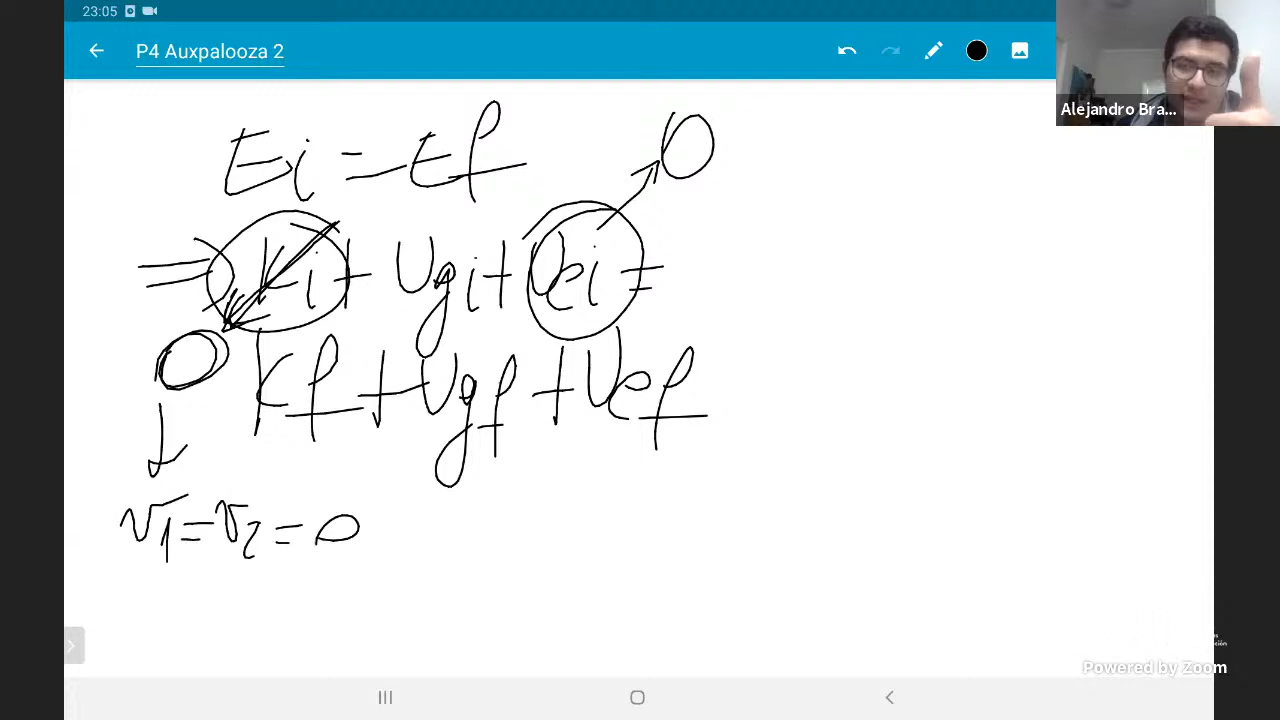 23:05
P4 Auxpalooza 2
Alejandro Bra...
Ei = Ef
0
=> Ki + Ugi + Uei =
0 Kf + Ugf + Uef
v1 = v2 = 0
Powered by Zoom